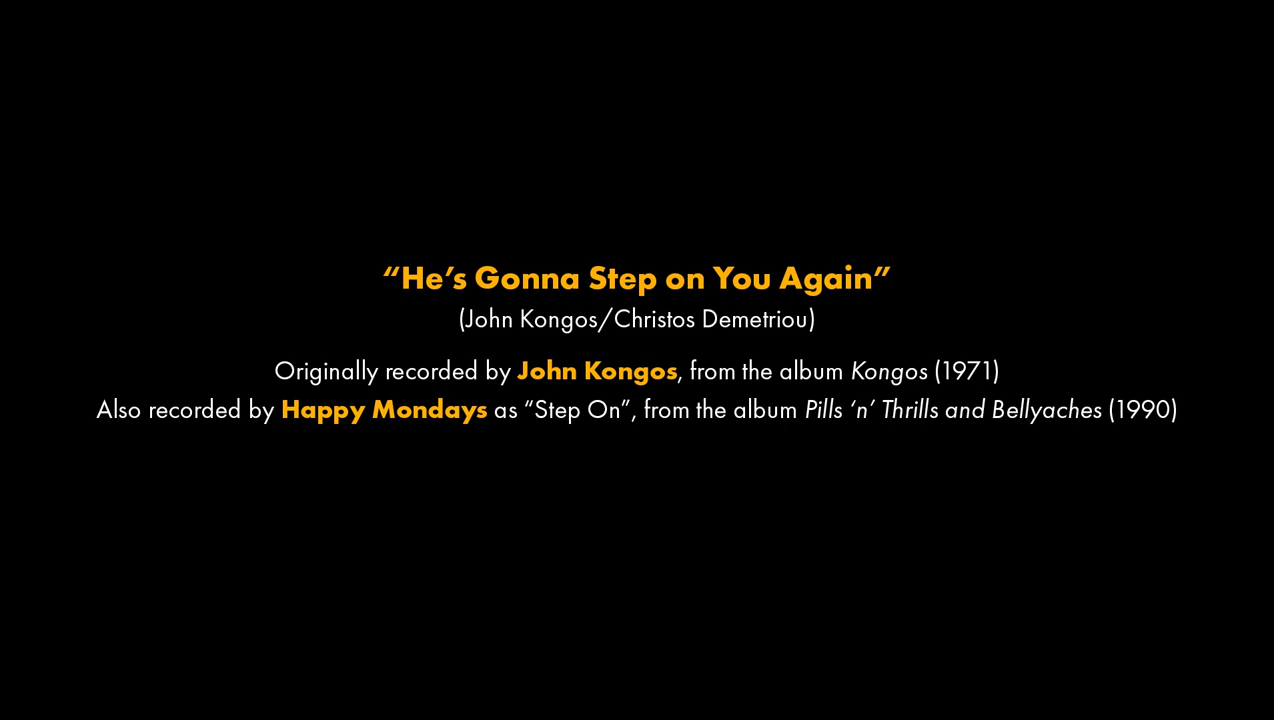 “He’s Gonna Step on You Again”
(John Kongos/Christos Demetriou)
Originally recorded by John Kongos, from the album Kongos (1971)
Also recorded by Happy Mondays as “Step On”, from the album Pills ‘n’ Thrills and Bellyaches (1990)